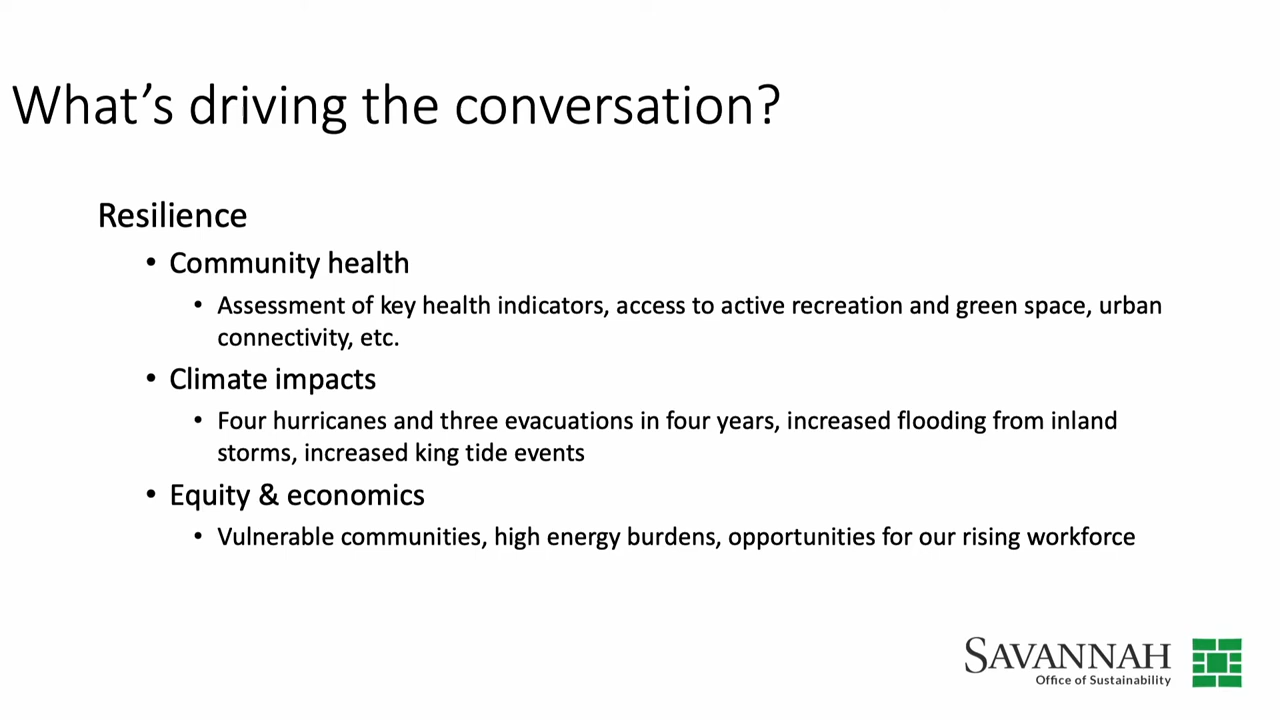 What’s driving the conversation?
Resilience
• Community health
• Assessment of key health indicators, access to active recreation and green space, urban
connectivity, etc.
• Climate impacts
• Four hurricanes and three evacuations in four years, increased flooding from inland
storms, increased king tide events
• Equity & economics
• Vulnerable communities, high energy burdens, opportunities for our rising workforce
SAVANNAH
Office of Sustainability